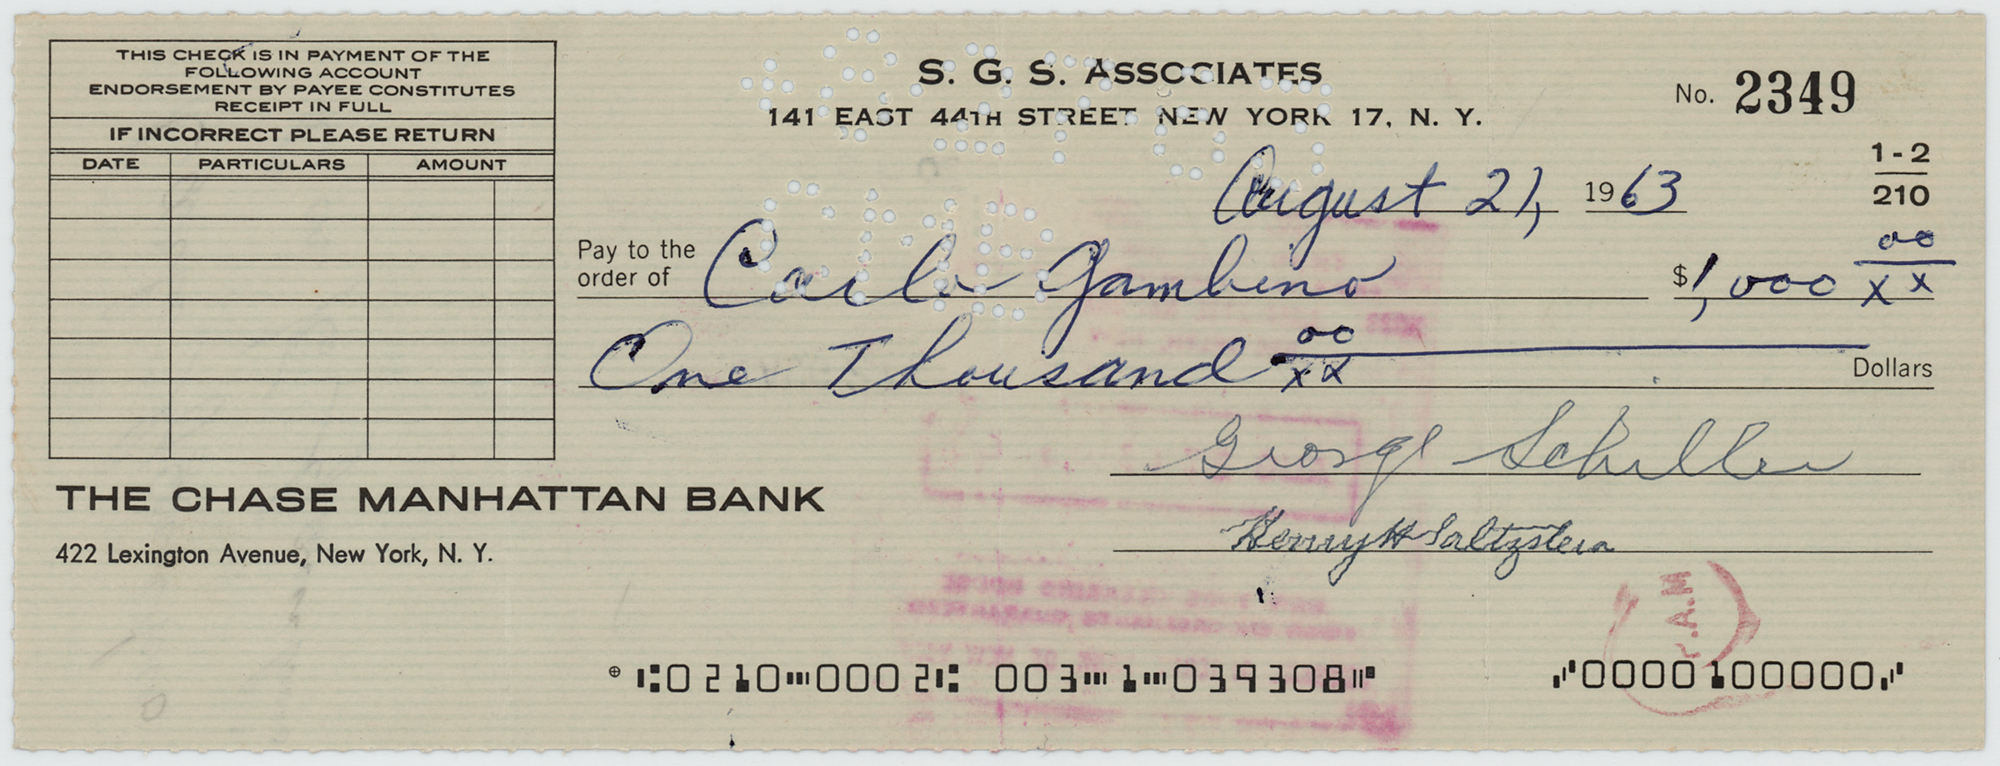 THIS CHECK IS IN PAYMENT OF THE
FOLLOWING ACCOUNT
ENDORSEMENT BY PAYEE CONSTITUTES
RECEIPT IN FULL
IF INCORRECT PLEASE RETURN
DATE PARTICULARS AMOUNT
S. G. S. ASSOCIATES
141 EAST 44TH STREET NEW YORK 17, N. Y.
No. 2349
1-2
210
August 21, 1963
Pay to the
order of Carlo Gambino $1,000 00/xx
One Thousand 00/xx Dollars
George Schiller
Henry H Saltzstein
THE CHASE MANHATTAN BANK
422 Lexington Avenue, New York, N. Y.
A.M
⑆0210⑉0002⑆ 003⑉1⑉039308⑈ ⑇0000100000⑇